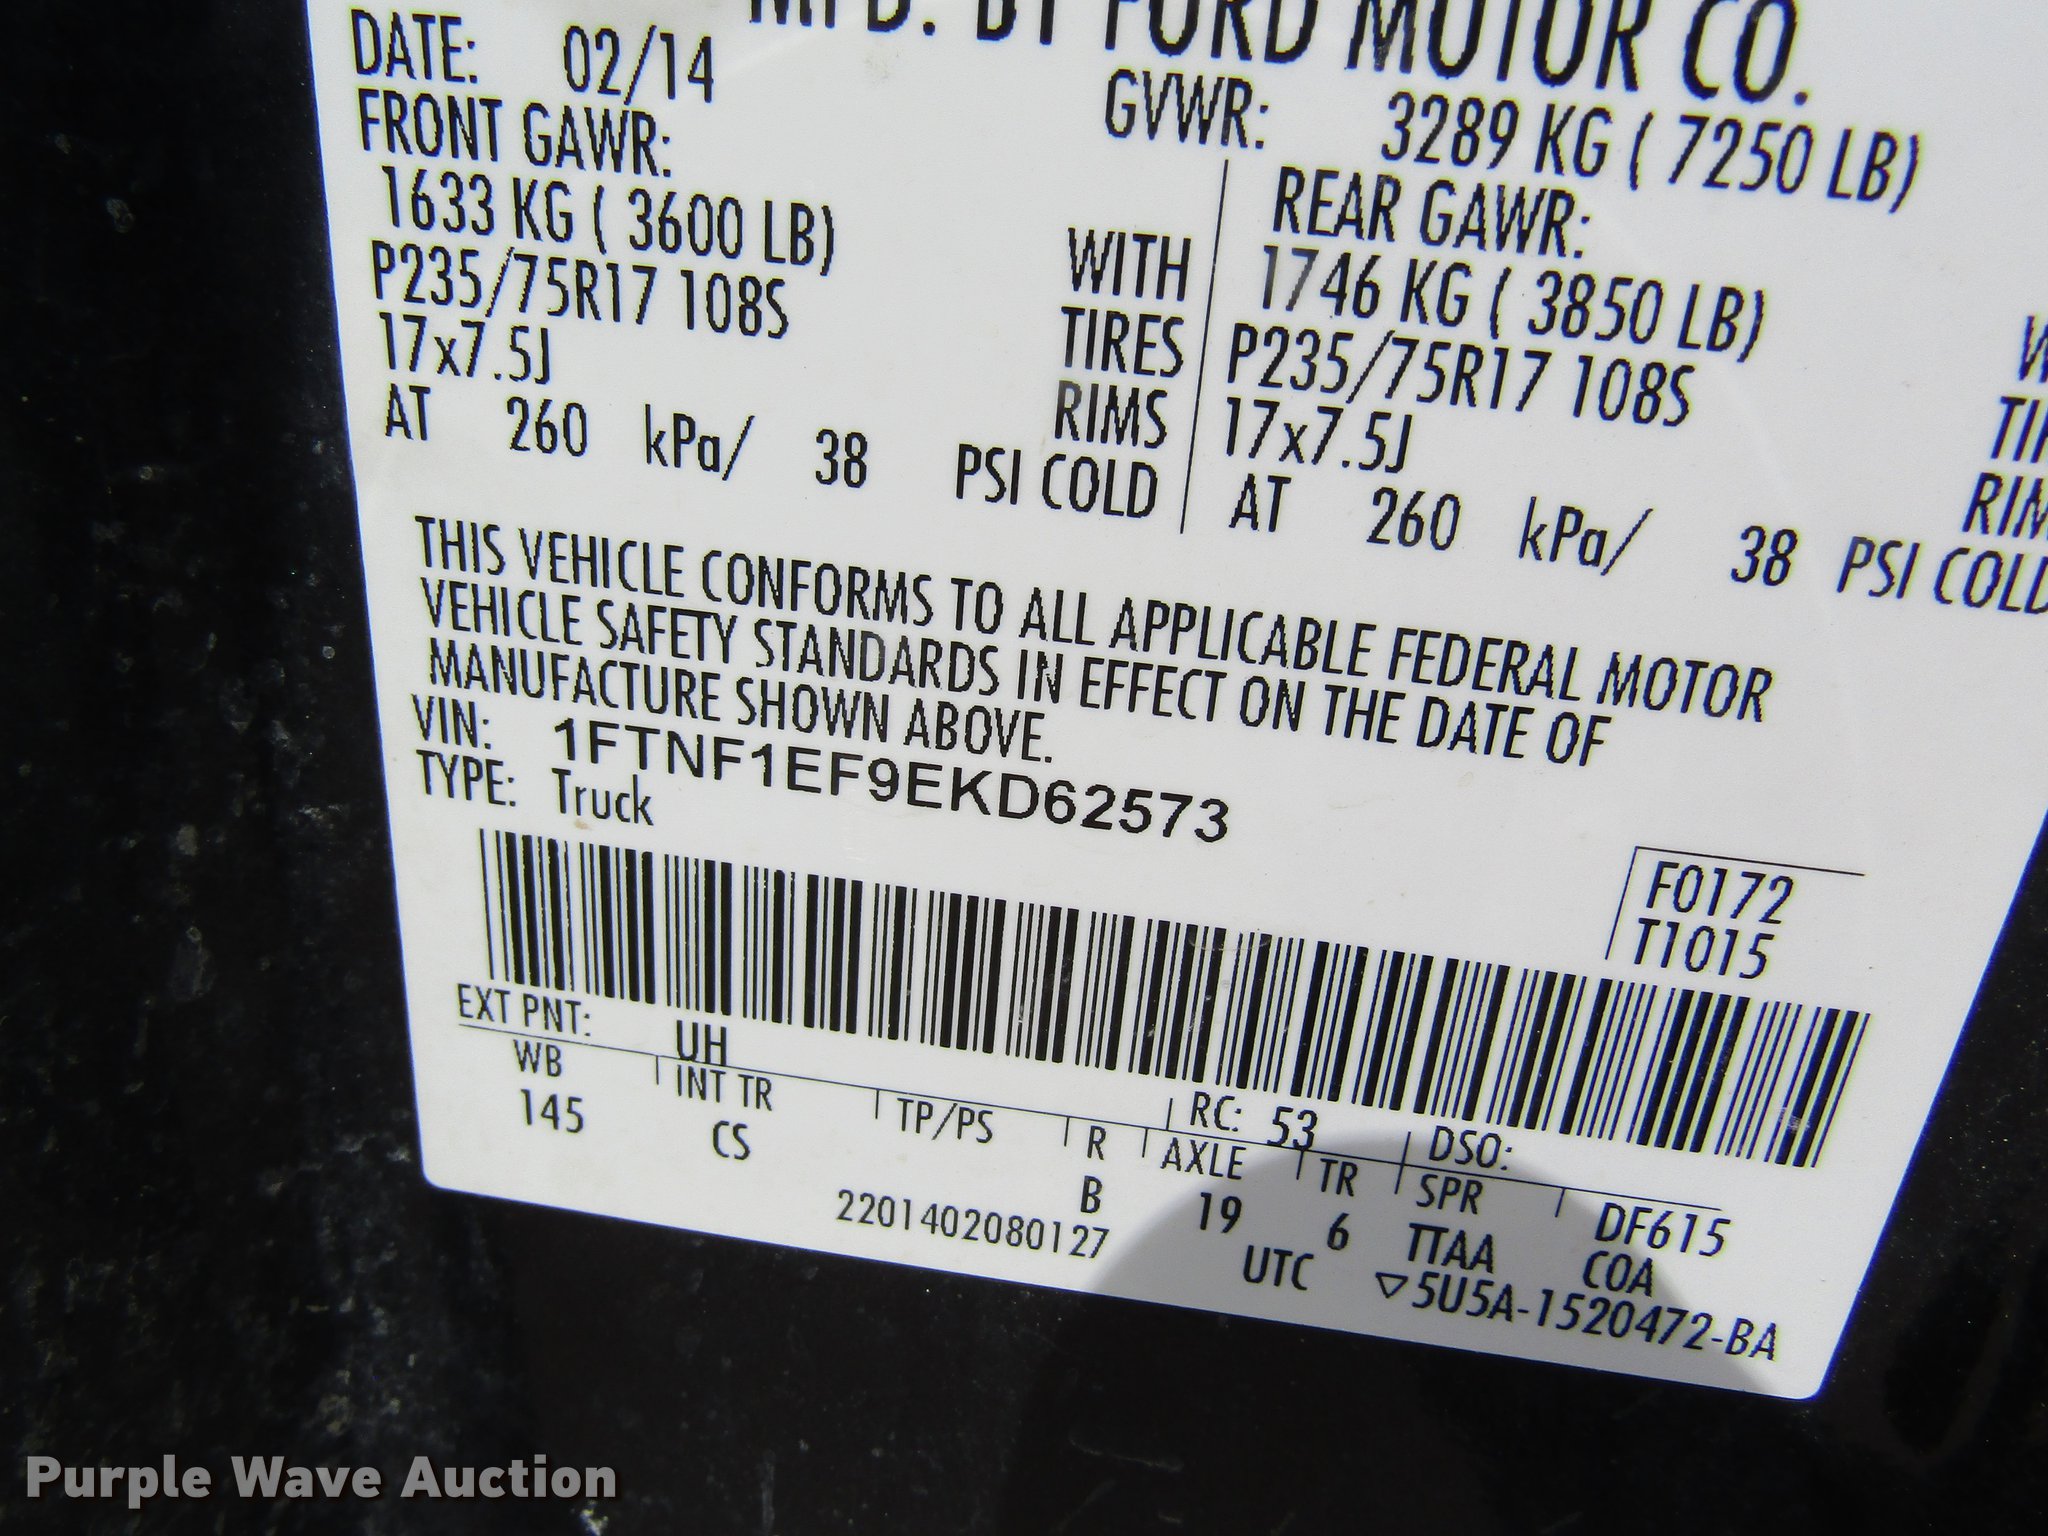 MFD. BY FORD MOTOR CO.
DATE: 02/14 GVWR: 3289 KG ( 7250 LB)
FRONT GAWR: REAR GAWR:
1633 KG ( 3600 LB) WITH 1746 KG ( 3850 LB)
P235/75R17 108S TIRES P235/75R17 108S
17x7.5J RIMS 17x7.5J
AT 260 kPa/ 38 PSI COLD AT 260 kPa/ 38 PSI COLD
THIS VEHICLE CONFORMS TO ALL APPLICABLE FEDERAL MOTOR
VEHICLE SAFETY STANDARDS IN EFFECT ON THE DATE OF
MANUFACTURE SHOWN ABOVE.
VIN: 1FTNF1EF9EKD62573
TYPE: Truck
F0172
T1015
EXT PNT: UH RC: 53 DSO:
WB INT TR TP/PS R AXLE TR SPR DF615
145 CS B 19 6 TTAA COA
2201402080127 UTC ▽5U5A-1520472-BA
Purple Wave Auction